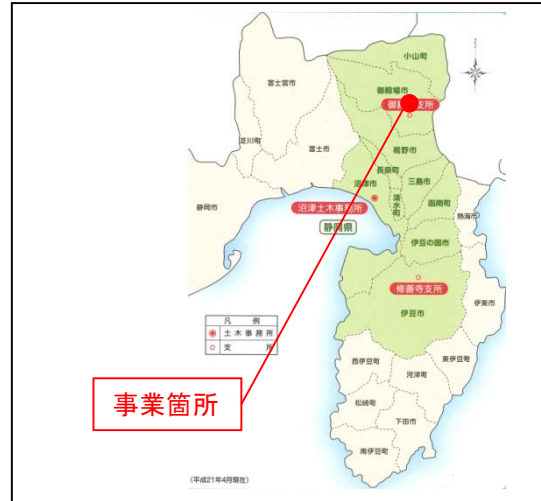 小山町
御殿場市
富士宮市
支所
裾野市
富士市
芝川町
長泉町
三島市
沼津市
清水町
函南町
静岡市
熱海市
沼津土木事務所
静岡県
伊豆の国市
修善寺支所
伊東市
伊豆市
凡 例
土木事務所
支 所
西伊豆町
東伊豆町
河津町
事業箇所
松崎町
下田市
南伊豆町
(平成21年4月現在)